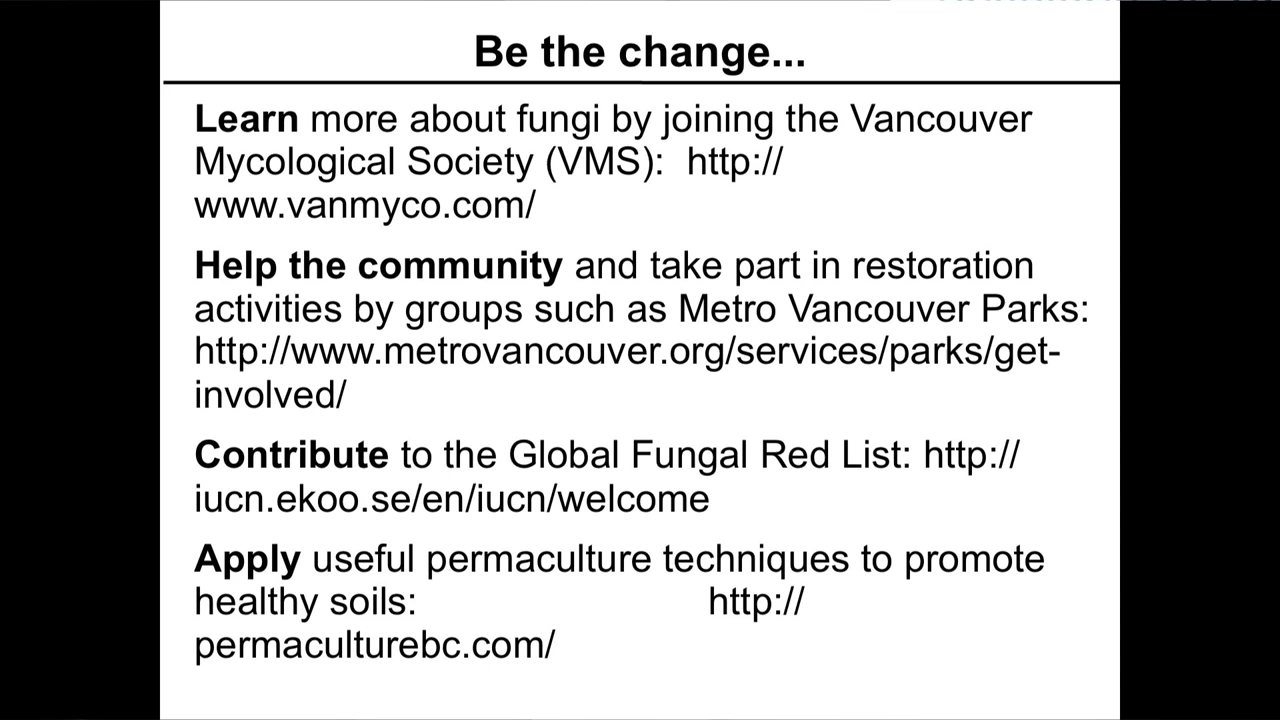 Be the change...
Learn more about fungi by joining the Vancouver
Mycological Society (VMS): http://
www.vanmyco.com/
Help the community and take part in restoration
activities by groups such as Metro Vancouver Parks:
http://www.metrovancouver.org/services/parks/get-
involved/
Contribute to the Global Fungal Red List: http://
iucn.ekoo.se/en/iucn/welcome
Apply useful permaculture techniques to promote
healthy soils: http://
permaculturebc.com/